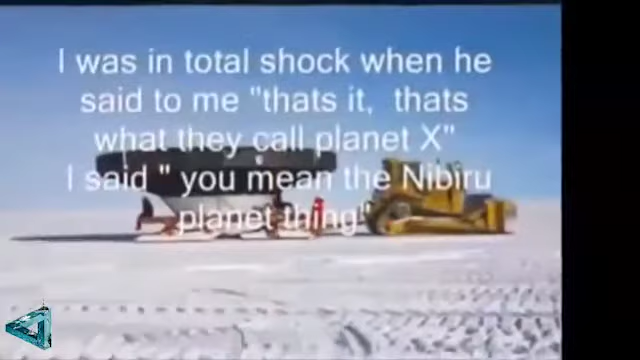 I was in total shock when he
said to me "thats it,  thats
what they call planet X"
I said " you mean the Nibiru
planet thing"